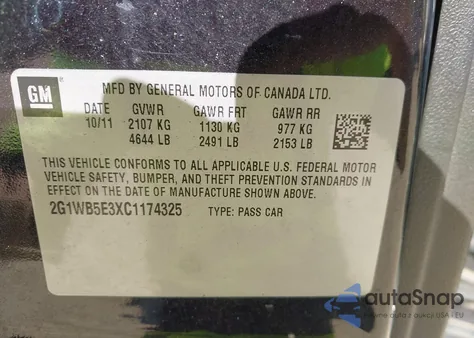 GM
MFD BY GENERAL MOTORS OF CANADA LTD.
DATE GVWR GAWR FRT GAWR RR
10/11 2107 KG 1130 KG 977 KG
4644 LB 2491 LB 2153 LB
THIS VEHICLE CONFORMS TO ALL APPLICABLE U.S. FEDERAL MOTOR
VEHICLE SAFETY, BUMPER, AND THEFT PREVENTION STANDARDS IN
EFFECT ON THE DATE OF MANUFACTURE SHOWN ABOVE.
2G1WB5E3XC1174325 TYPE: PASS CAR
autaSnap